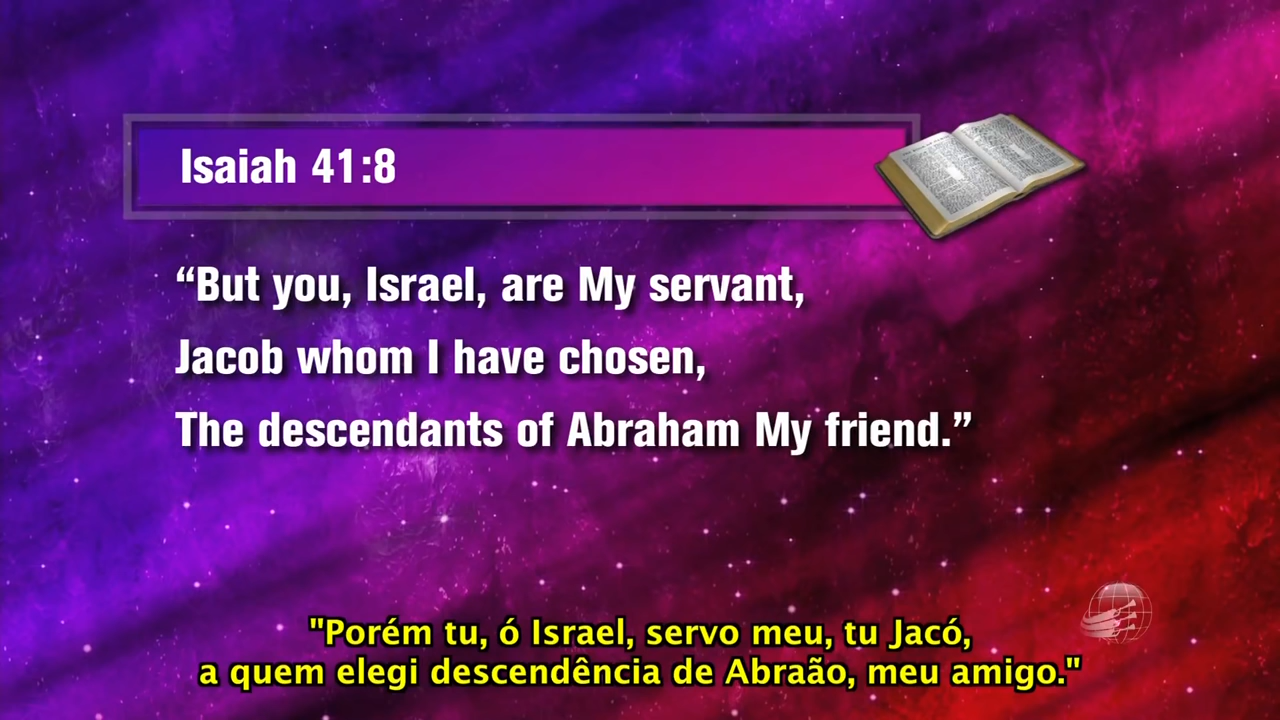 Isaiah 41:8
“But you, Israel, are My servant,
Jacob whom I have chosen,
The descendants of Abraham My friend.”
"Porém tu, ó Israel, servo meu, tu Jacó,
a quem elegi descendência de Abraão, meu amigo."